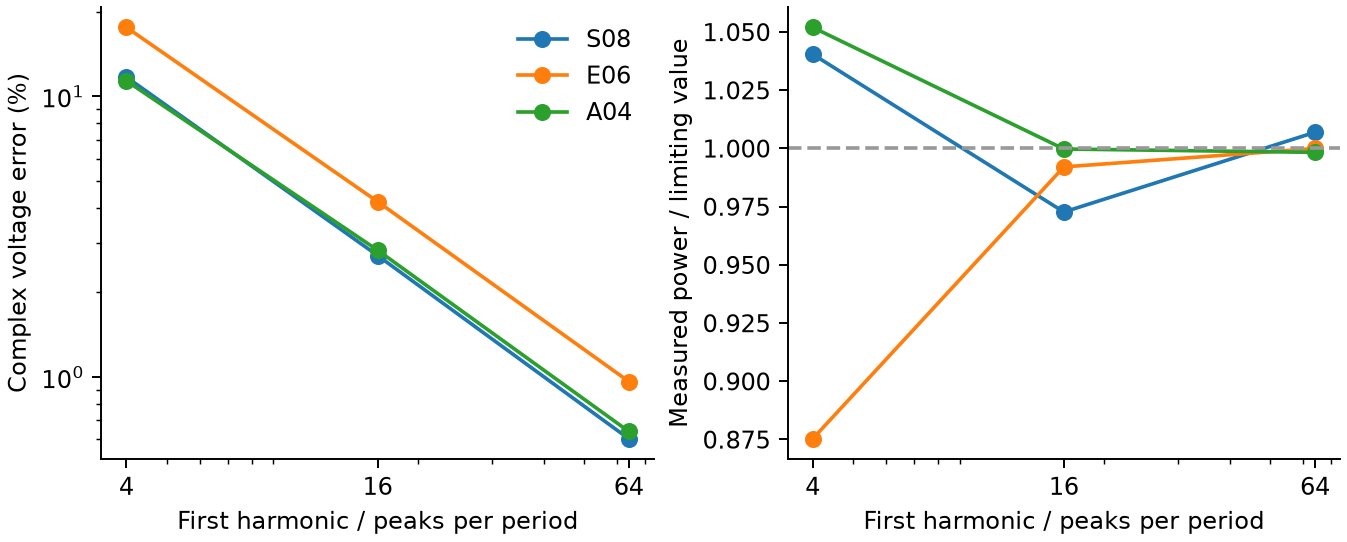 Complex voltage error (%)
10¹
10⁰
S08
E06
A04
4
16
64
First harmonic / peaks per period
Measured power / limiting value
1.050
1.025
1.000
0.975
0.950
0.925
0.900
0.875
4
16
64
First harmonic / peaks per period